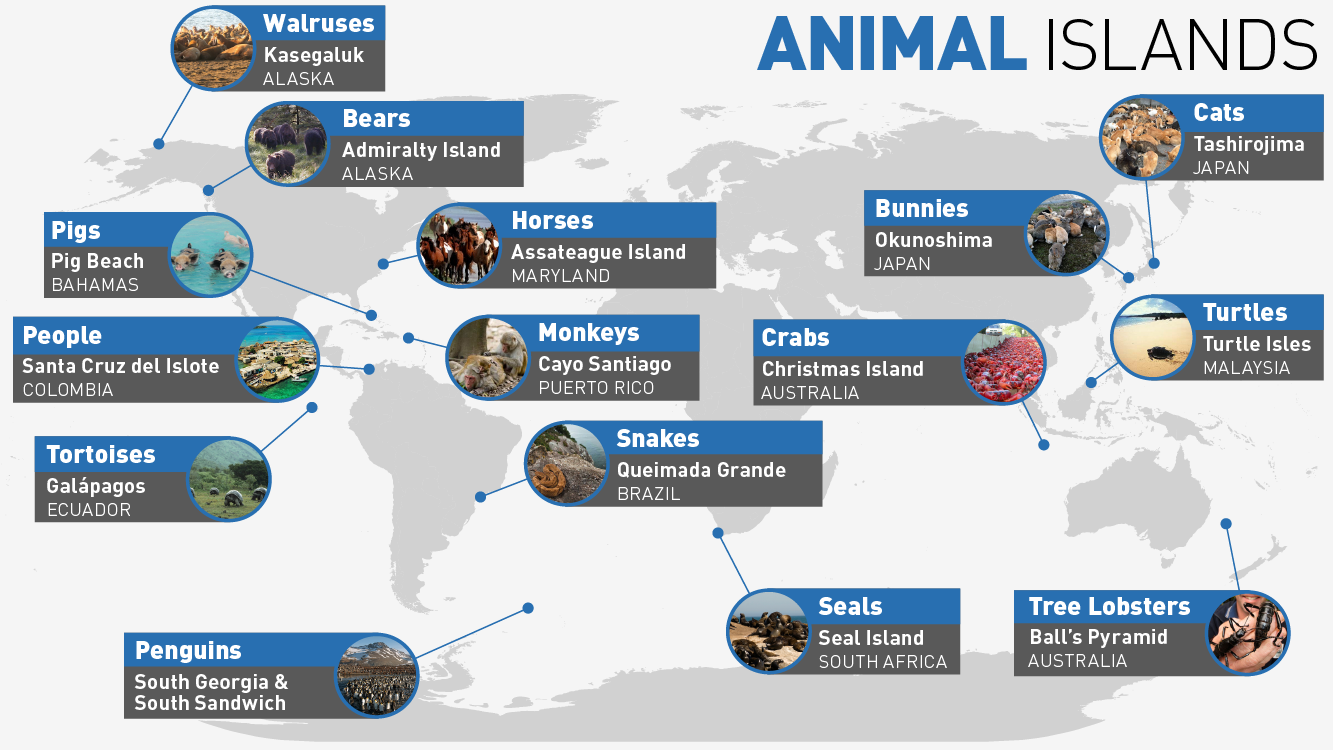 ANIMAL ISLANDS
Walruses
Kasegaluk
ALASKA
Bears
Admiralty Island
ALASKA
Cats
Tashirojima
JAPAN
Pigs
Pig Beach
BAHAMAS
Horses
Assateague Island
MARYLAND
Bunnies
Okunoshima
JAPAN
People
Santa Cruz del Islote
COLOMBIA
Monkeys
Cayo Santiago
PUERTO RICO
Crabs
Christmas Island
AUSTRALIA
Turtles
Turtle Isles
MALAYSIA
Tortoises
Galápagos
ECUADOR
Snakes
Queimada Grande
BRAZIL
Penguins
South Georgia &
South Sandwich
Seals
Seal Island
SOUTH AFRICA
Tree Lobsters
Ball's Pyramid
AUSTRALIA